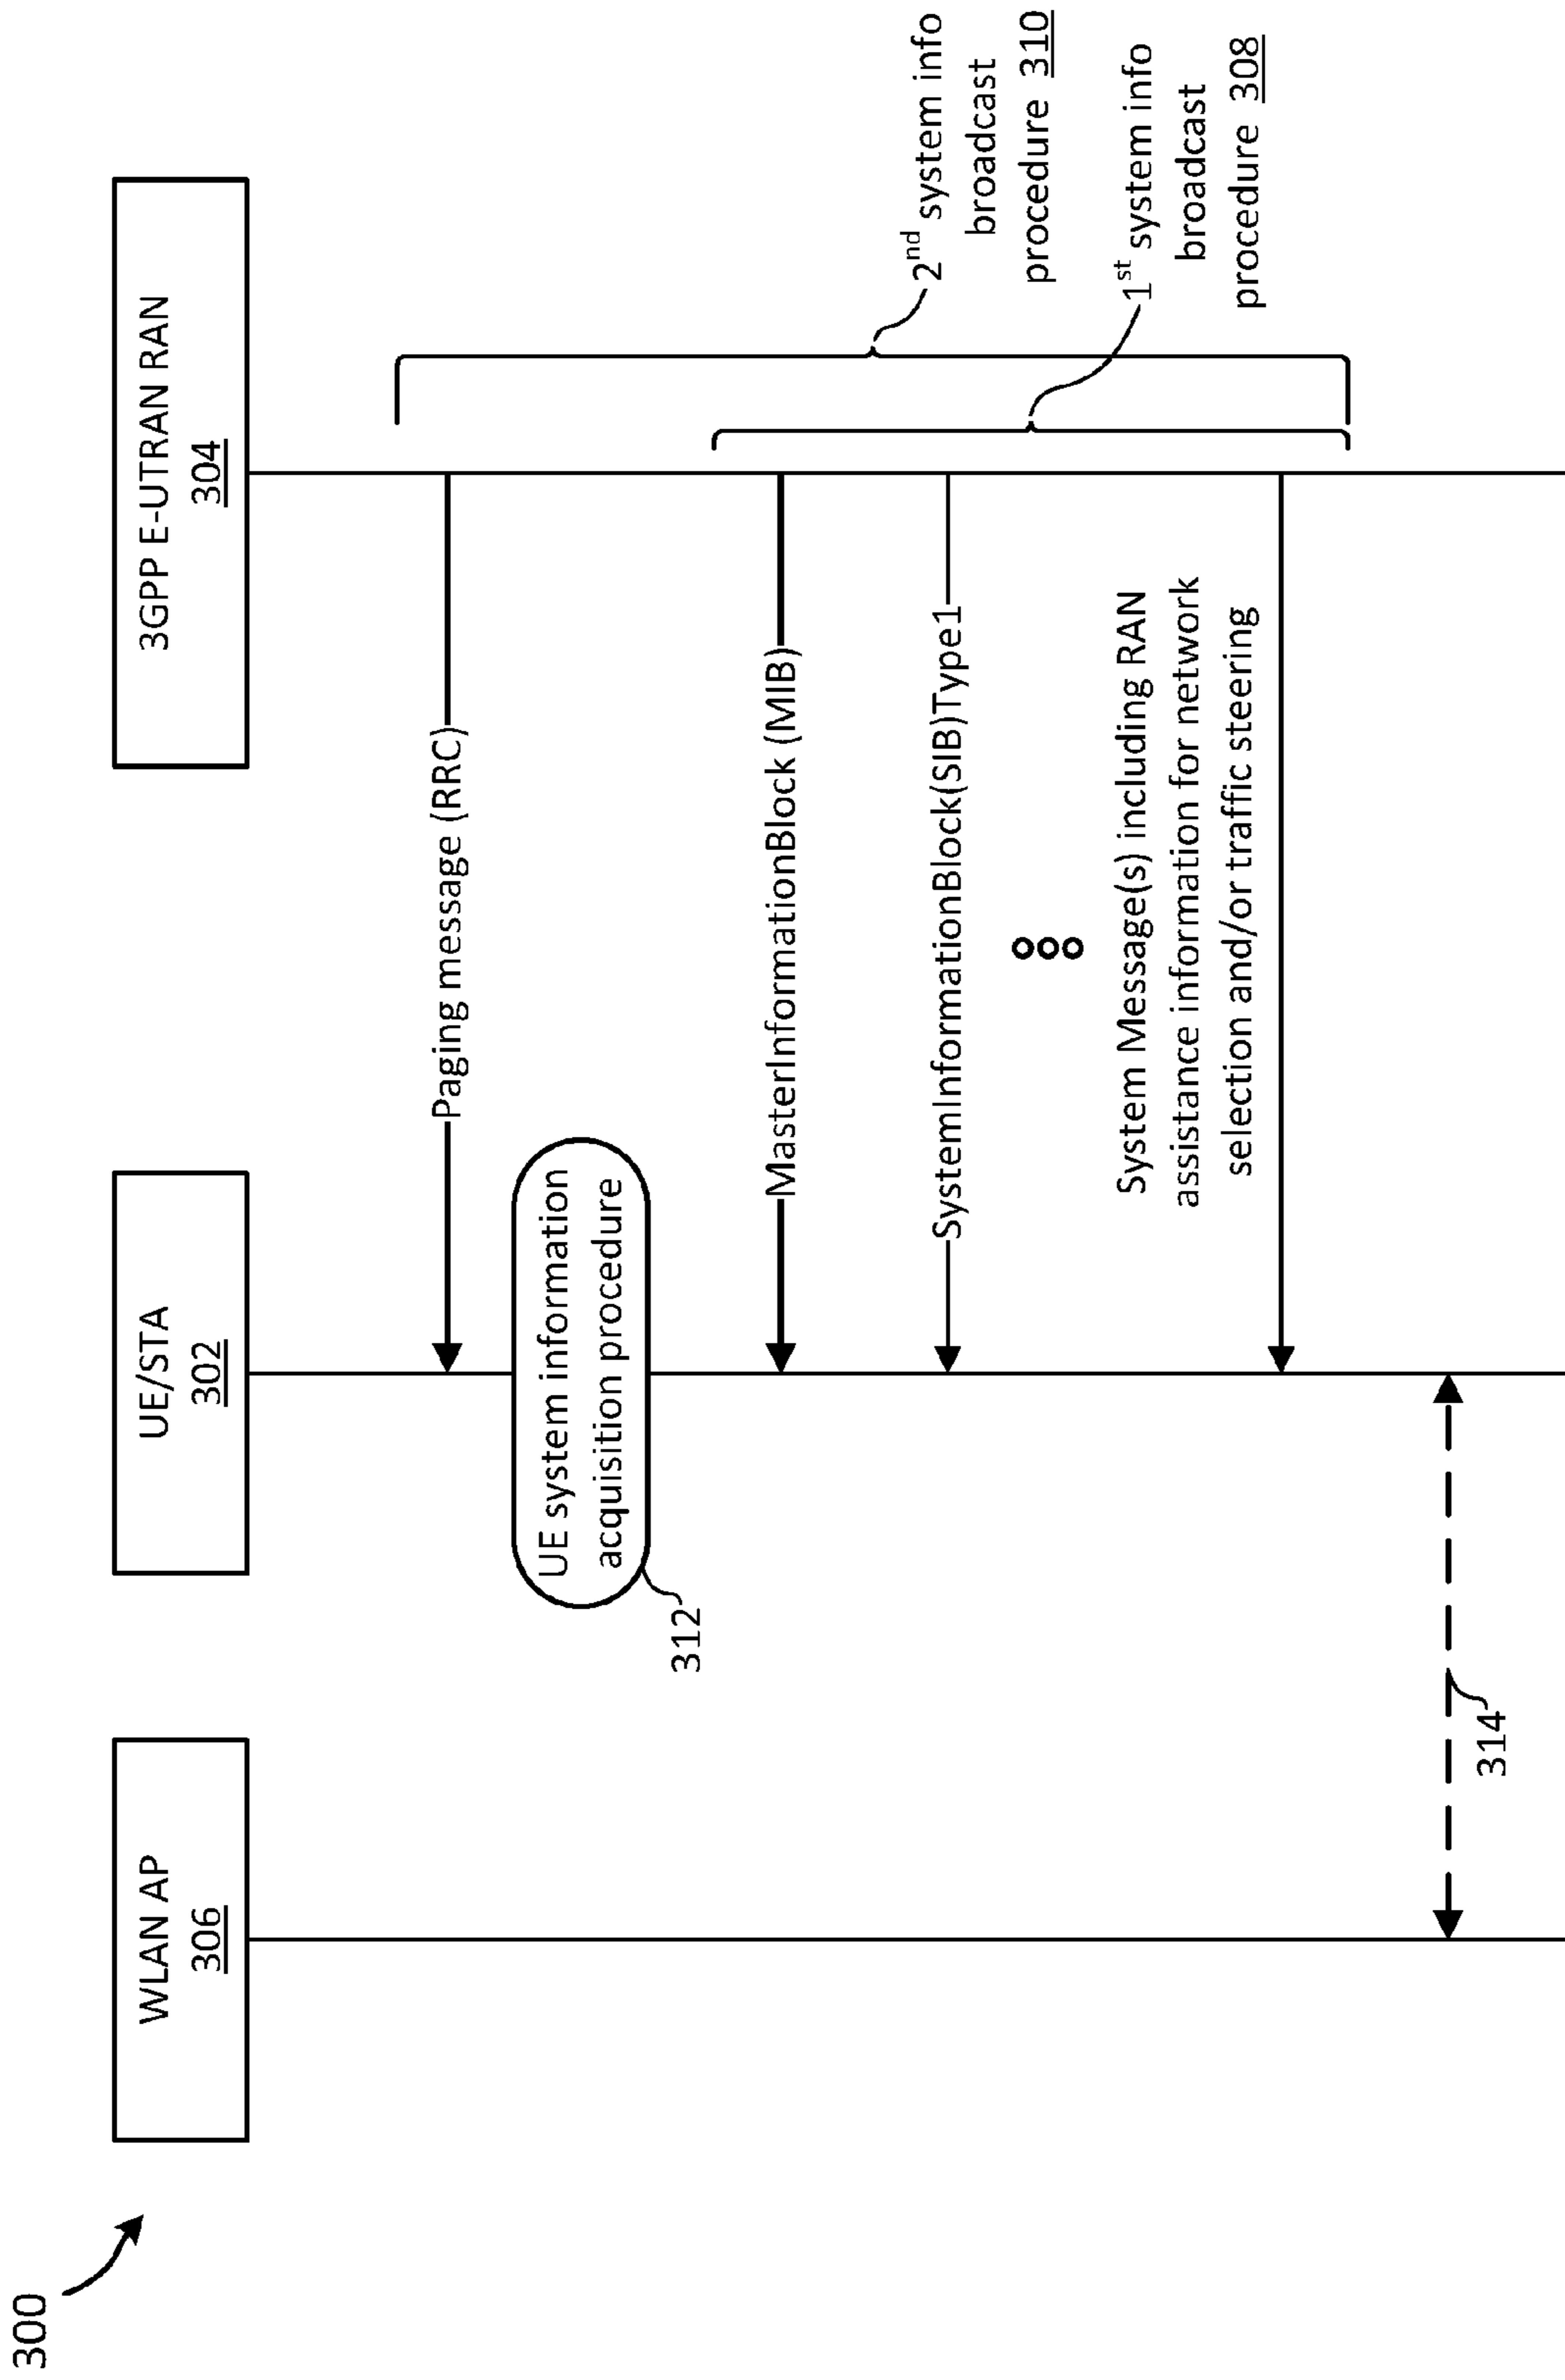 300
WLAN AP
306
UE/STA
302
3GPP E-UTRAN RAN
304
Paging message (RRC)
UE system information
acquisition procedure
312
MasterInformationBlock (MIB)
SystemInformationBlock(SIB)Type1
System Message(s) including RAN
assistance information for network
selection and/or traffic steering
2nd system info
broadcast
procedure 310
1st system info
broadcast
procedure 308
314